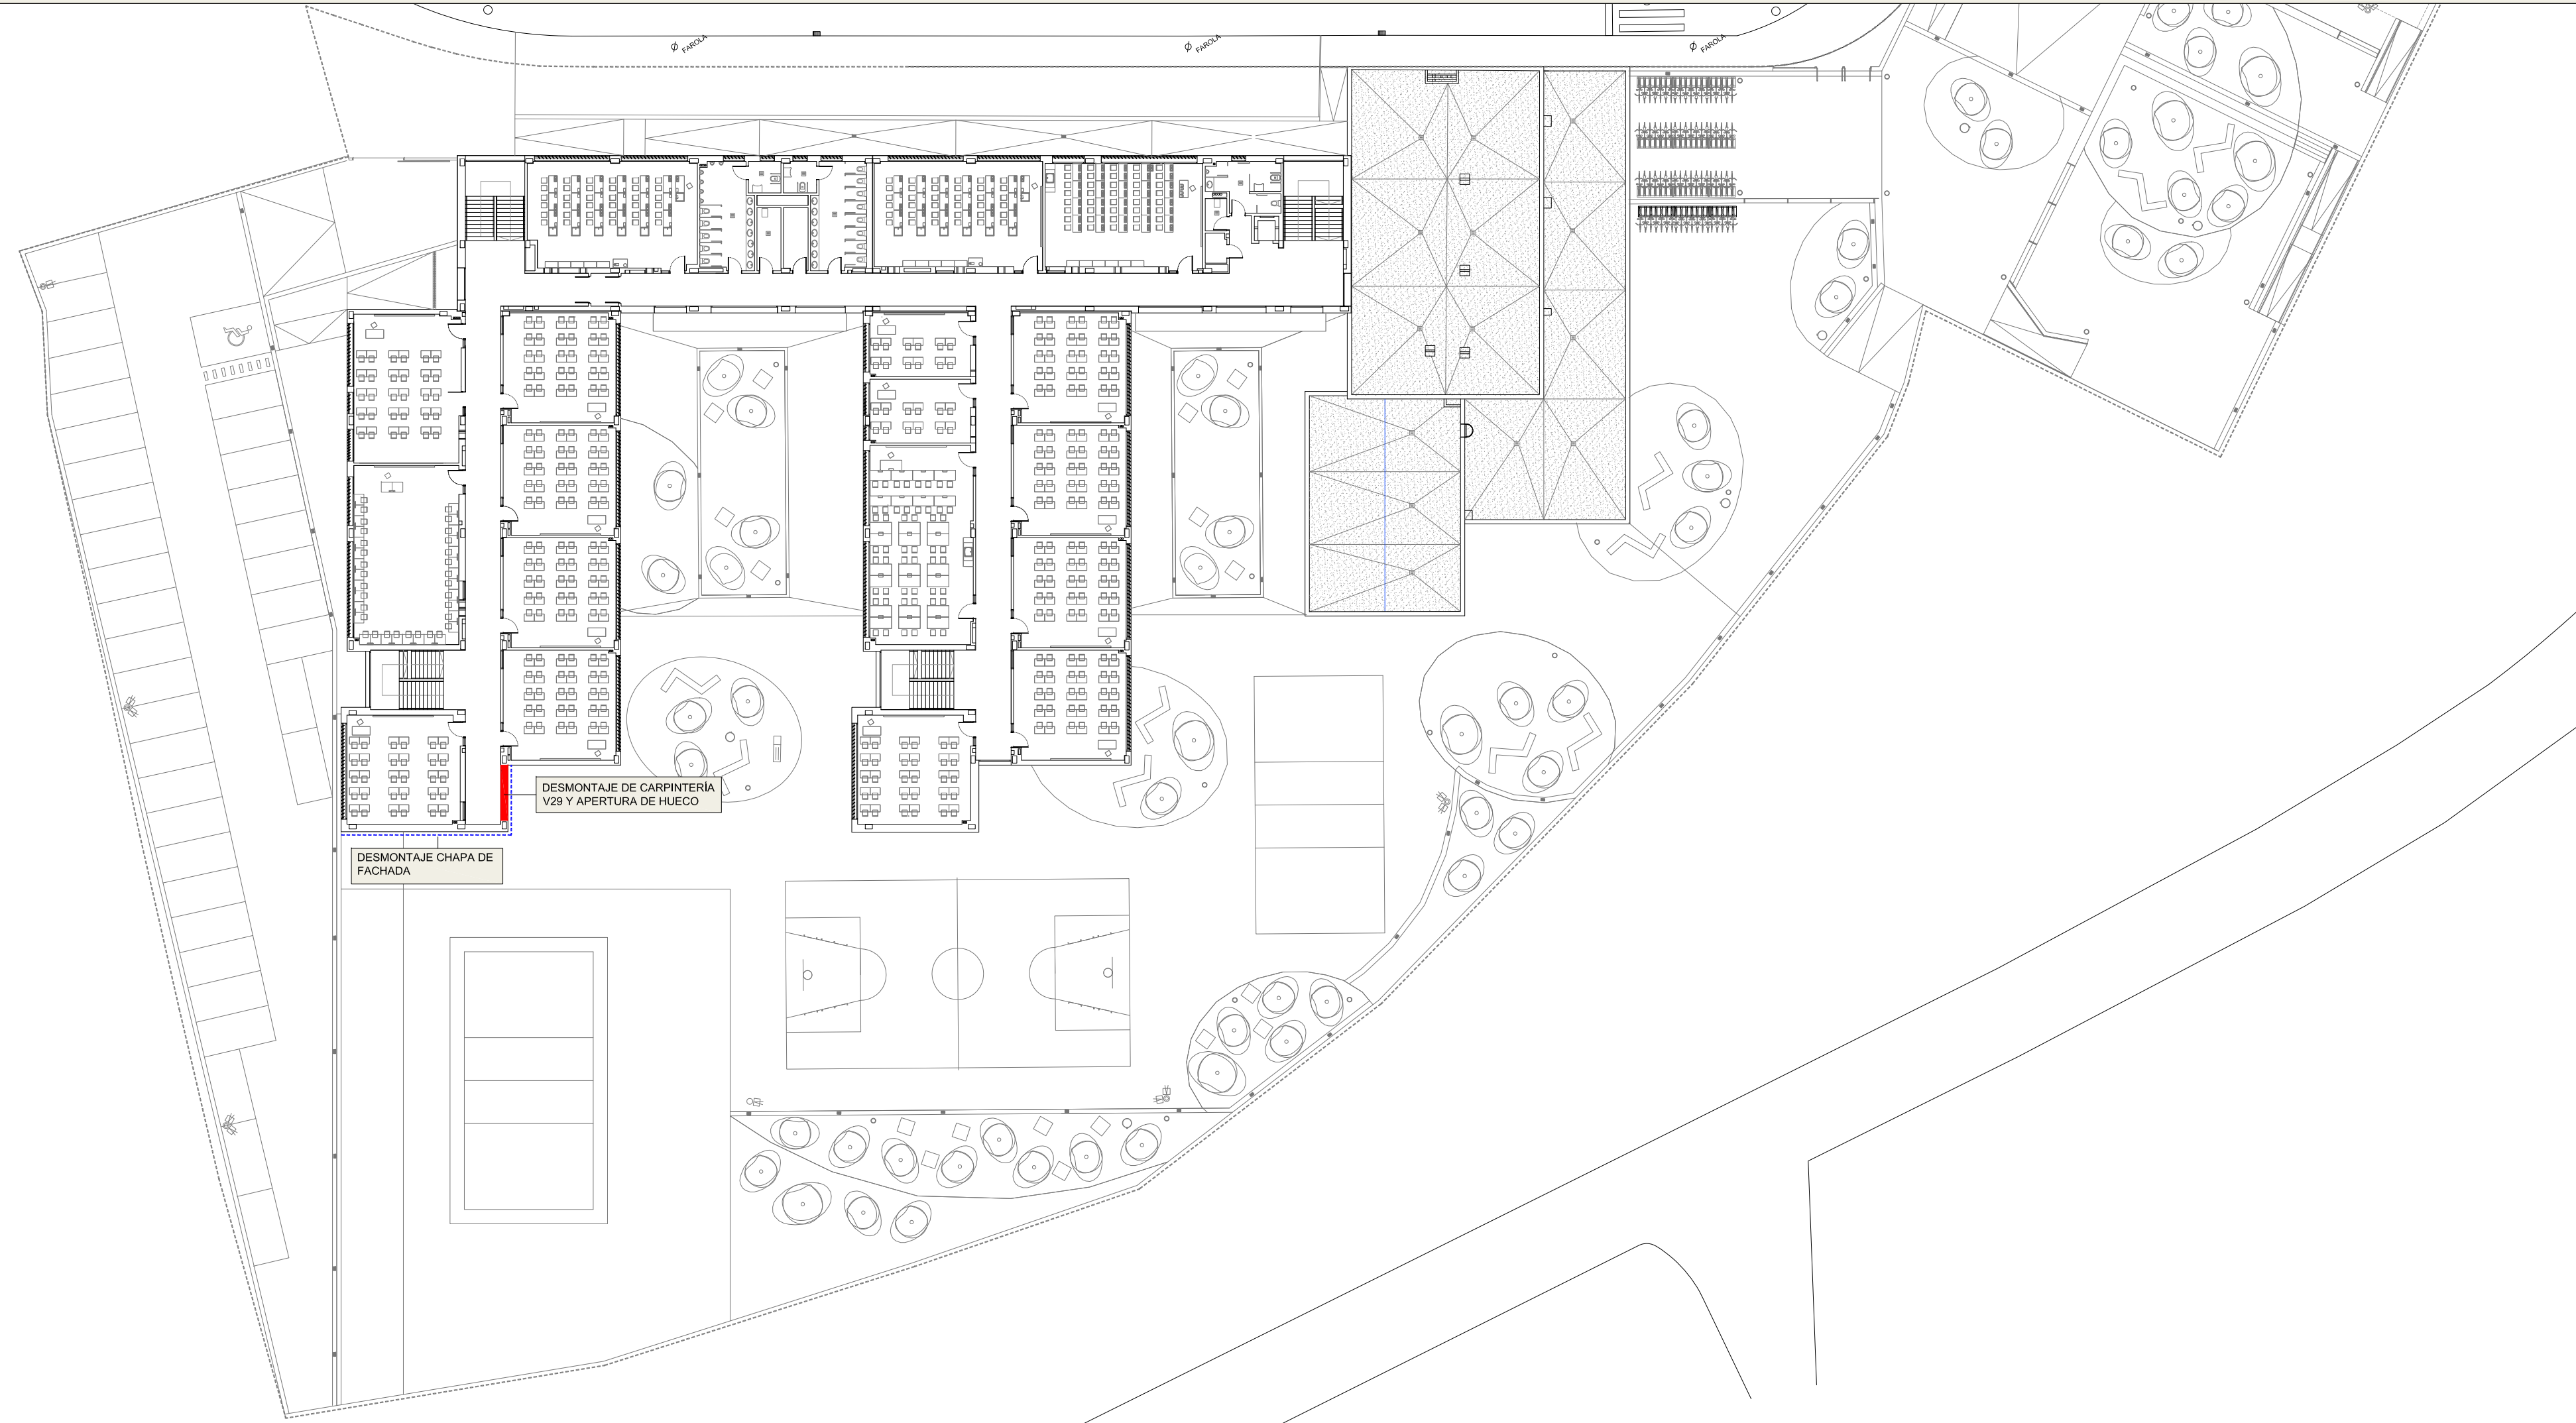 FAROLA
FAROLA
FAROLA
DESMONTAJE DE CARPINTERÍA
V29 Y APERTURA DE HUECO
DESMONTAJE CHAPA DE
FACHADA